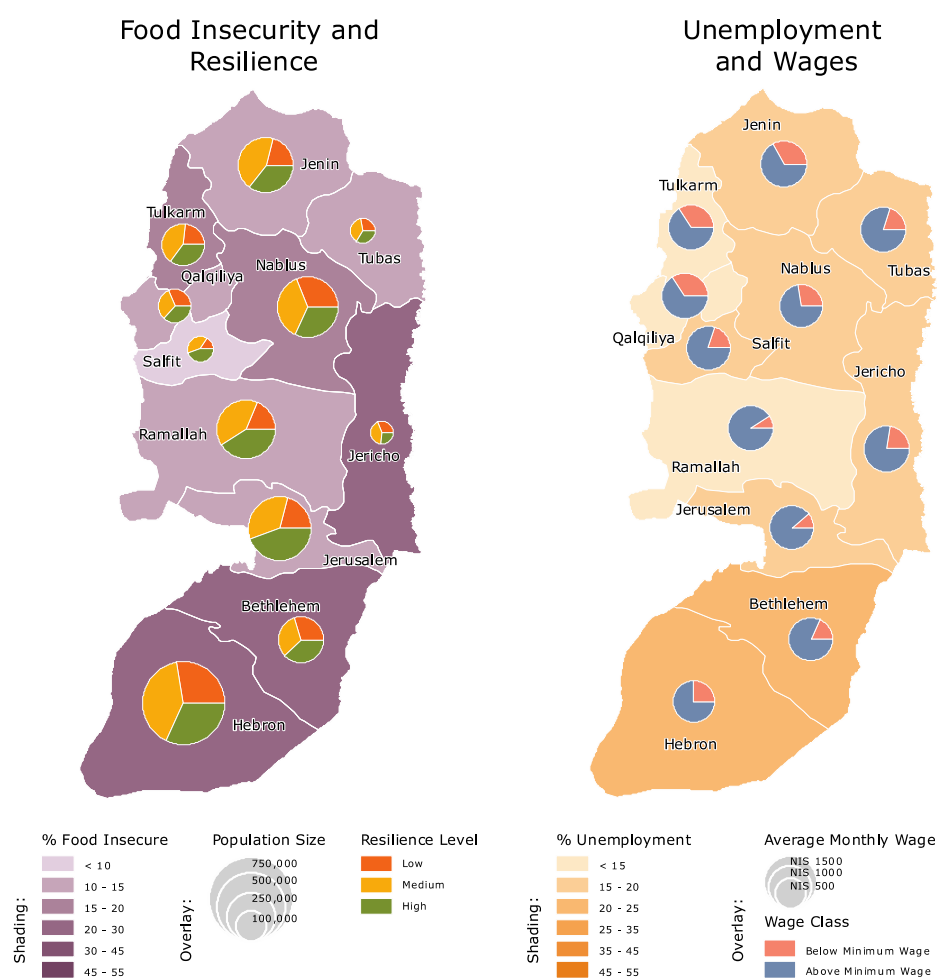 Food Insecurity and
Resilience
Unemployment
and Wages
Jenin
Tulkarm
Tubas
Nablus
Qalqiliya
Salfit
Ramallah
Jericho
Jerusalem
Bethlehem
Hebron
Jenin
Tulkarm
Nablus
Tubas
Qalqiliya
Salfit
Jericho
Ramallah
Jerusalem
Bethlehem
Hebron
Shading:
% Food Insecure
< 10
10 - 15
15 - 20
20 - 30
30 - 45
45 - 55
Overlay:
Population Size
750,000
500,000
250,000
100,000
Resilience Level
Low
Medium
High
Shading:
% Unemployment
< 15
15 - 20
20 - 25
25 - 35
35 - 45
45 - 55
Overlay:
Average Monthly Wage
NIS 1500
NIS 1000
NIS 500
Wage Class
Below Minimum Wage
Above Minimum Wage